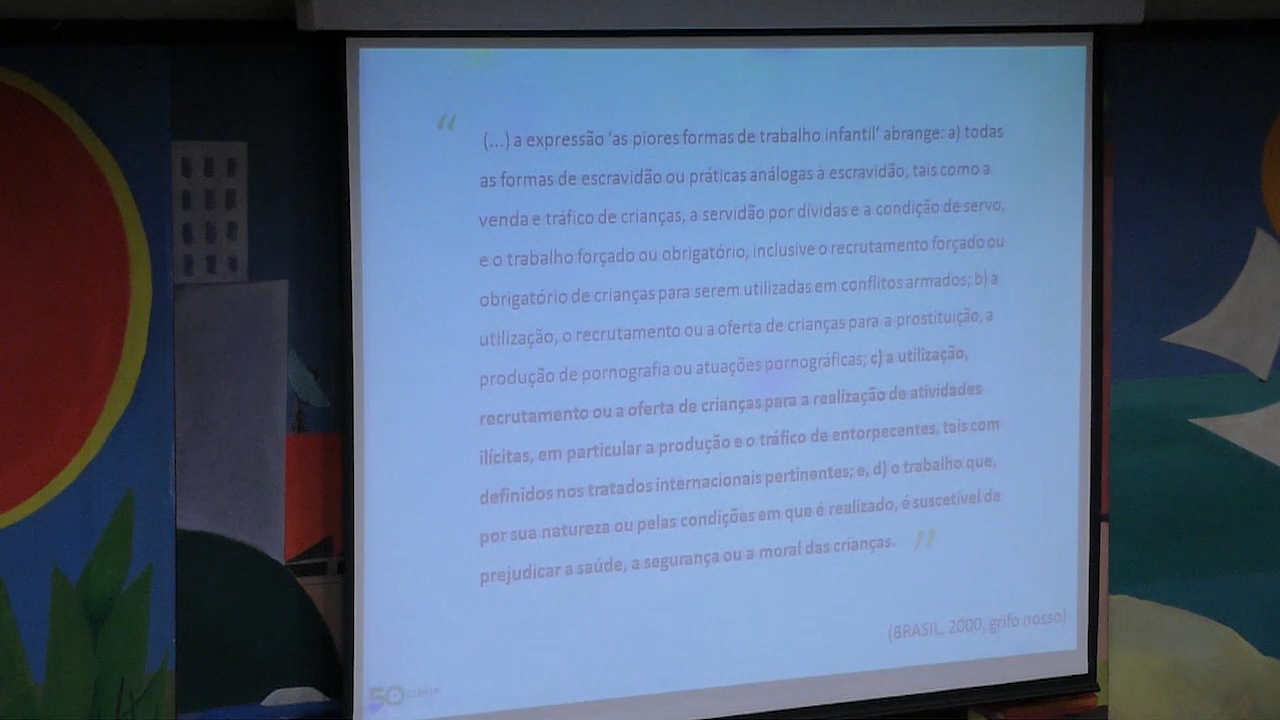 “
(...) a expressão ‘as piores formas de trabalho infantil’ abrange: a) todas
as formas de escravidão ou práticas análogas à escravidão, tais como a
venda e tráfico de crianças, a servidão por dívidas e a condição de servo,
e o trabalho forçado ou obrigatório, inclusive o recrutamento forçado ou
obrigatório de crianças para serem utilizadas em conflitos armados; b) a
utilização, o recrutamento ou a oferta de crianças para a prostituição, a
produção de pornografia ou atuações pornográficas; c) a utilização,
recrutamento ou a oferta de crianças para a realização de atividades
ilícitas, em particular a produção e o tráfico de entorpecentes, tais com
definidos nos tratados internacionais pertinentes; e, d) o trabalho que,
por sua natureza ou pelas condições em que é realizado, é suscetível de
prejudicar a saúde, a segurança ou a moral das crianças. ”
(BRASIL, 2000, grifo nosso)
50